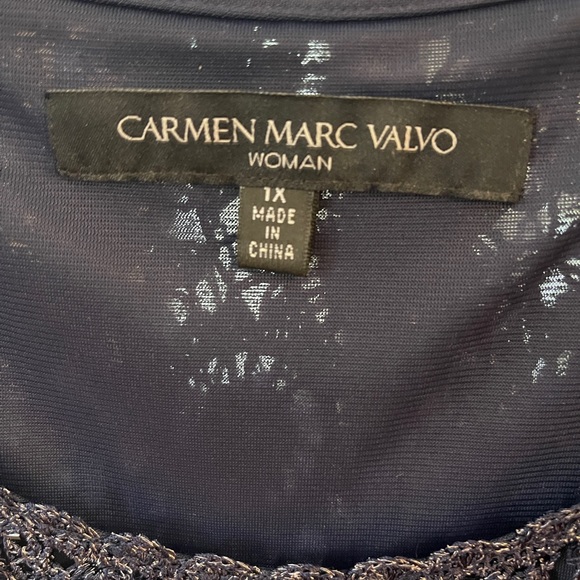 CARMEN MARC VALVO
WOMAN
1X
MADE
IN
CHINA